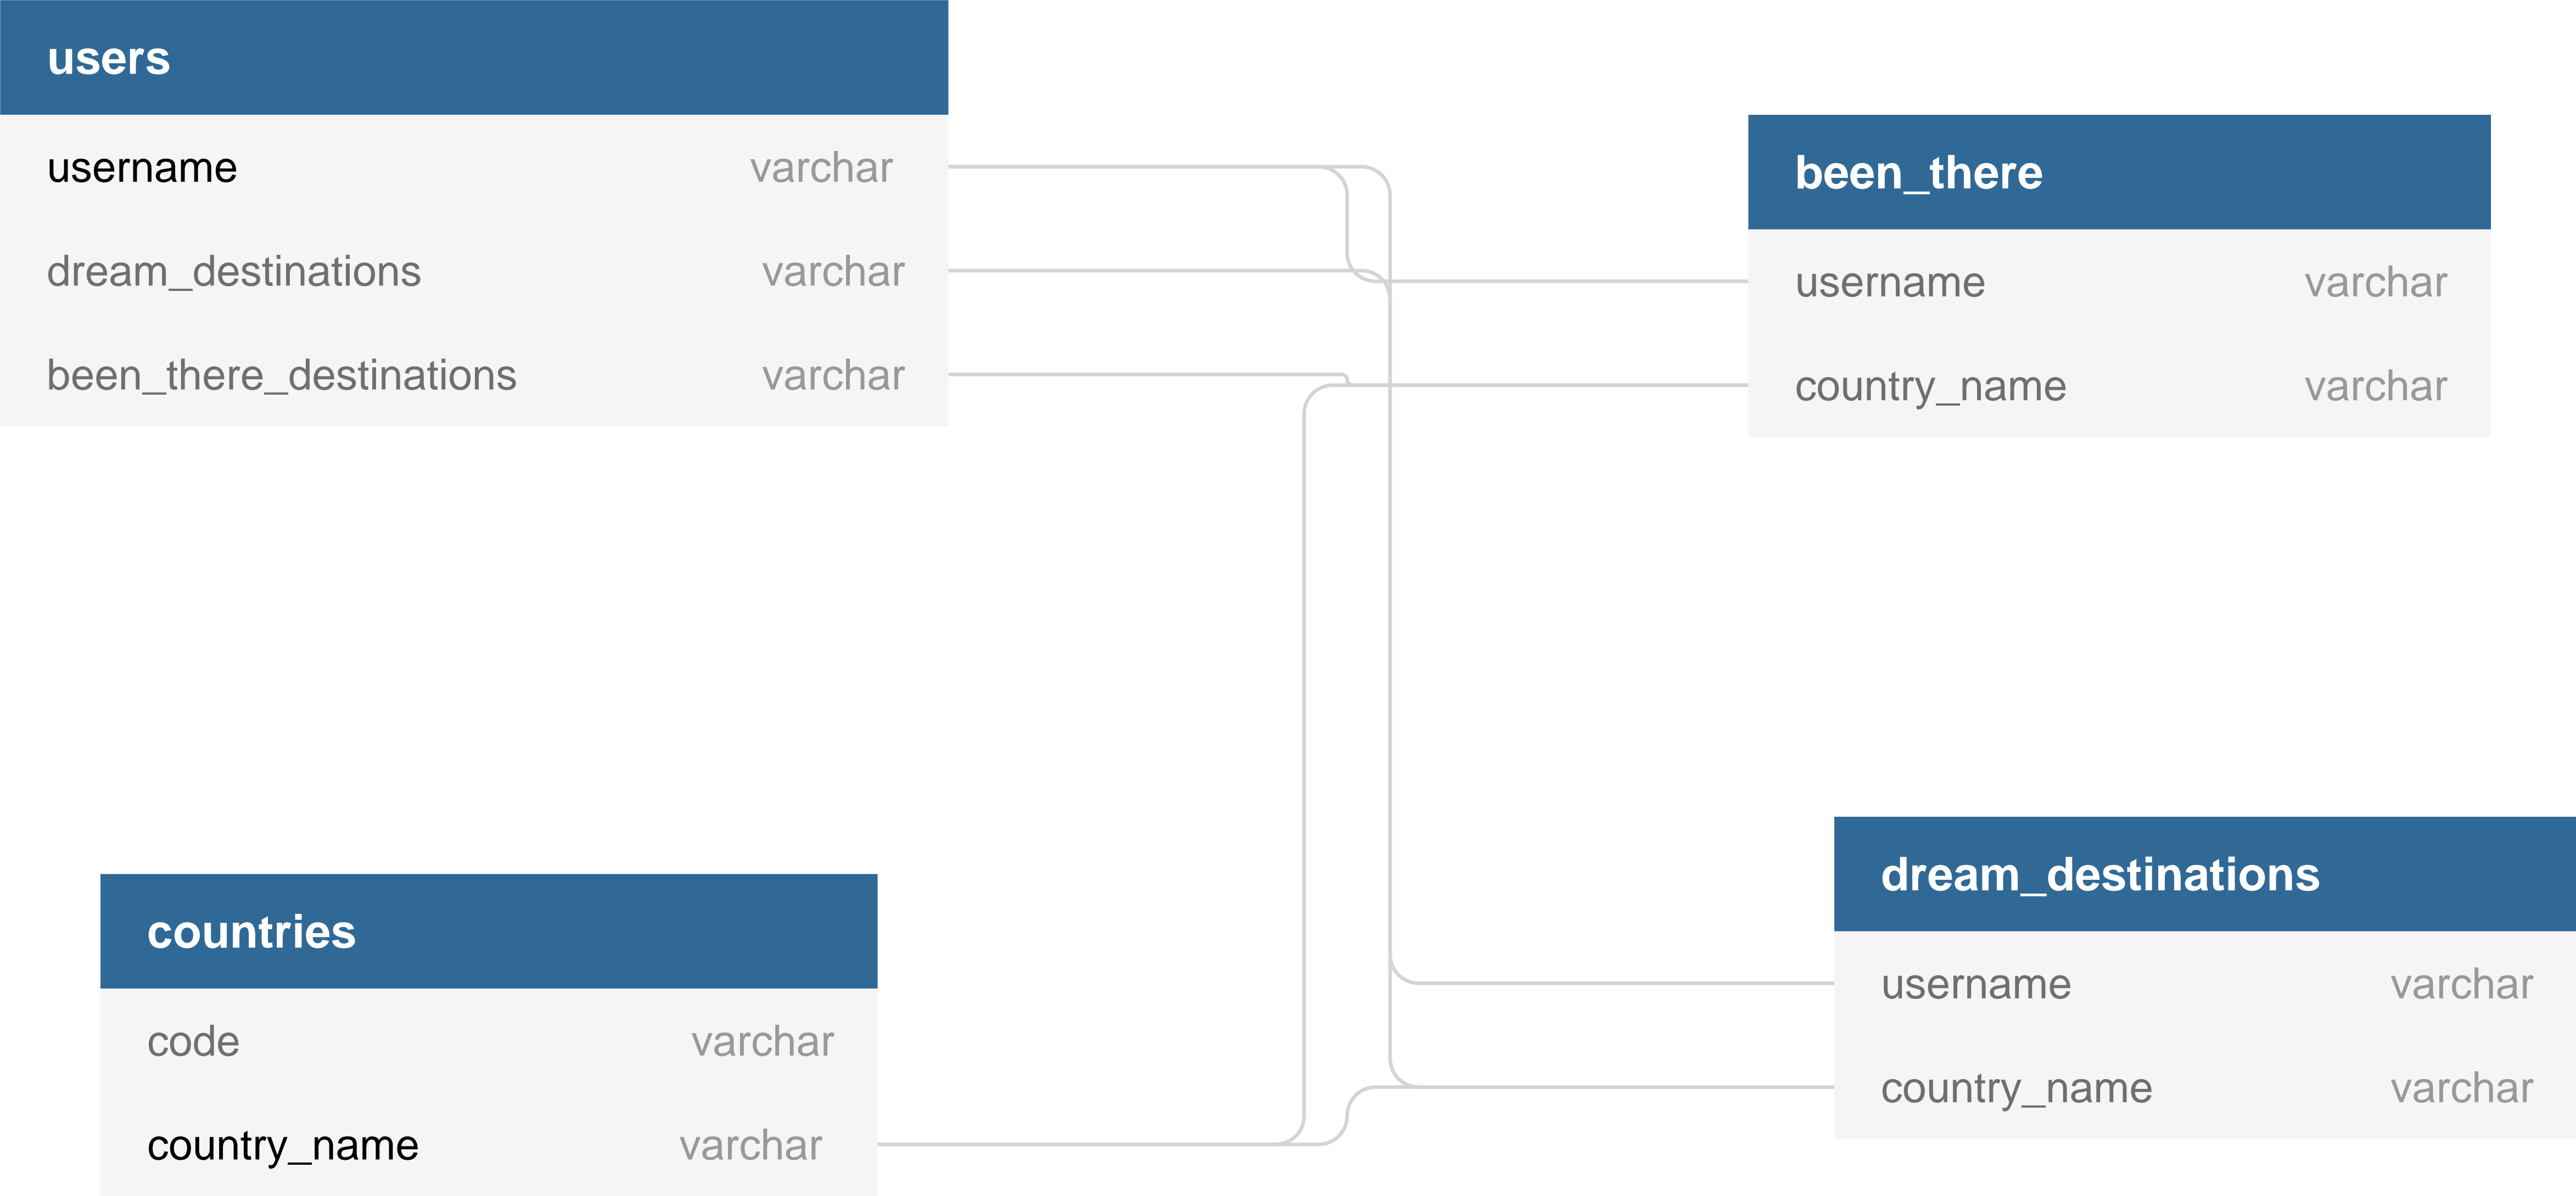 users
username varchar
dream_destinations varchar
been_there_destinations varchar
been_there
username varchar
country_name varchar
countries
code varchar
country_name varchar
dream_destinations
username varchar
country_name varchar